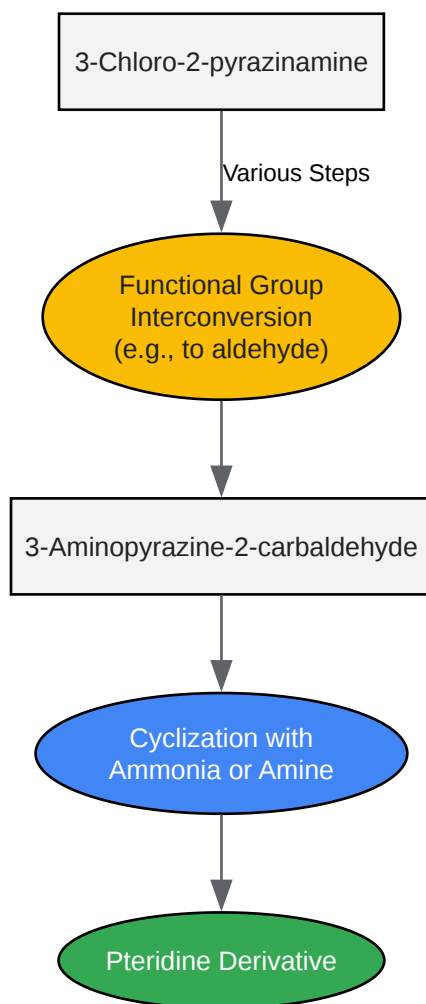 3-Chloro-2-pyrazinamine
Various Steps
Functional Group
Interconversion
(e.g., to aldehyde)
3-Aminopyrazine-2-carbaldehyde
Cyclization with
Ammonia or Amine
Pteridine Derivative